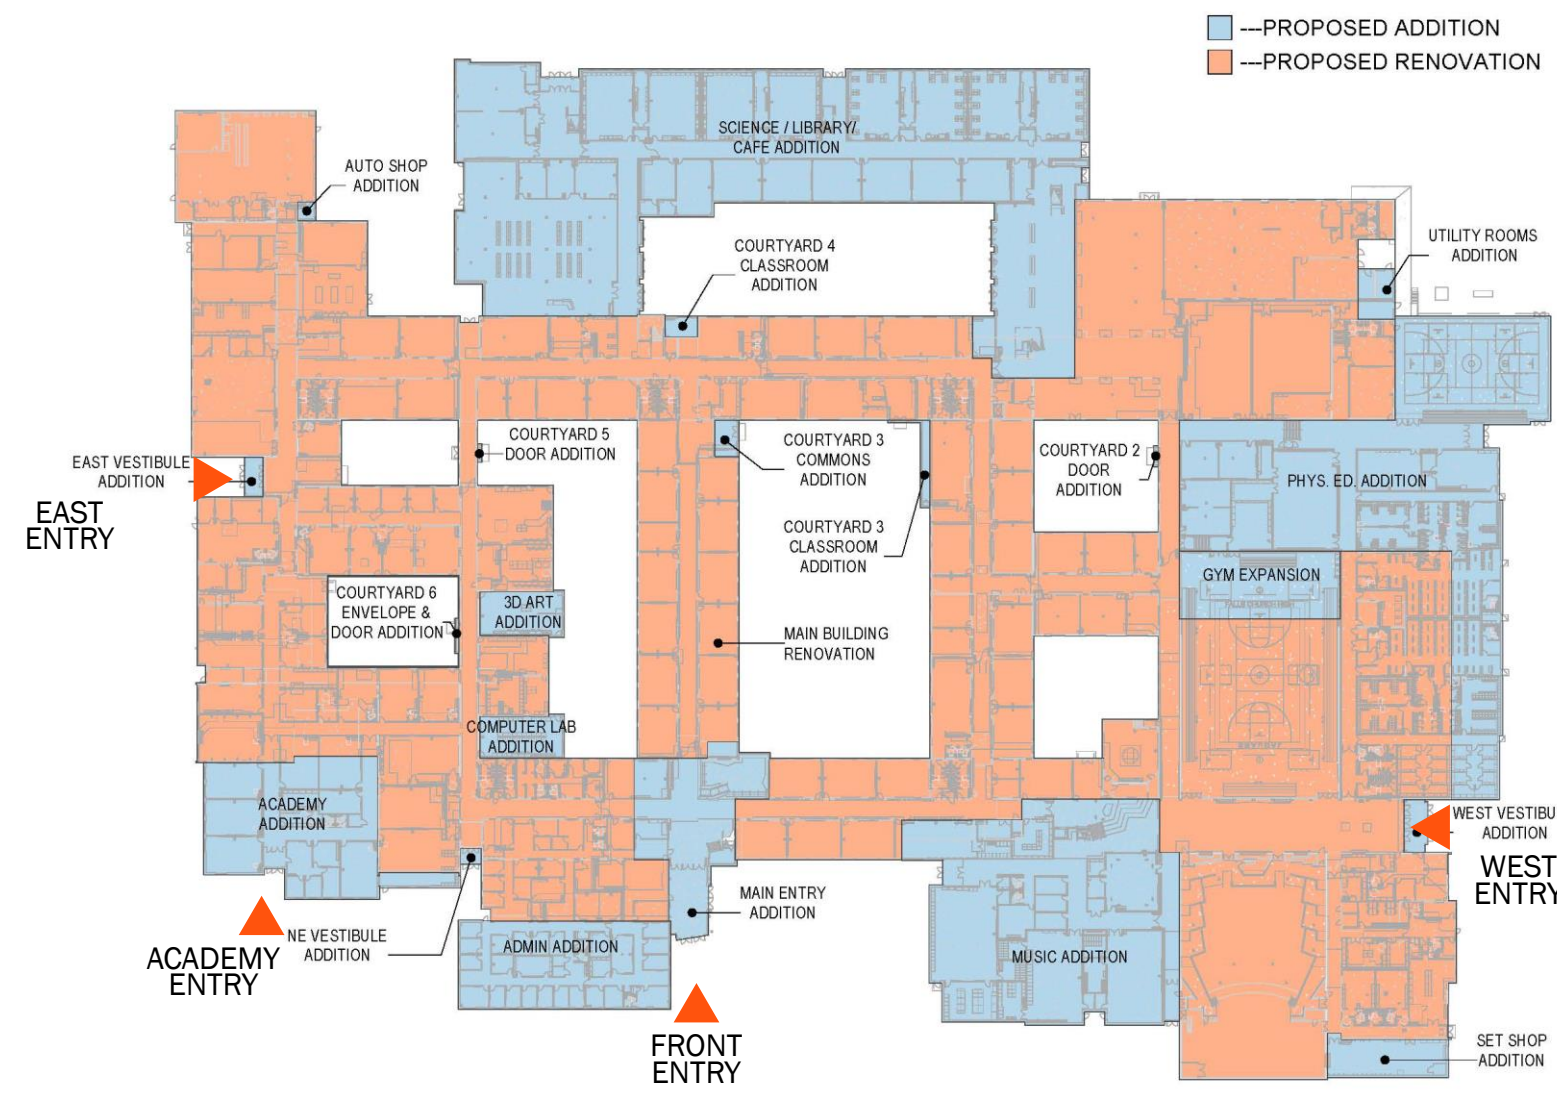 ---PROPOSED ADDITION
---PROPOSED RENOVATION
SCIENCE / LIBRARY/
CAFE ADDITION
AUTO SHOP
ADDITION
COURTYARD 4
CLASSROOM
ADDITION
UTILITY ROOMS
ADDITION
COURTYARD 5
DOOR ADDITION
COURTYARD 3
COMMONS
ADDITION
COURTYARD 2
DOOR
ADDITION
EAST VESTIBULE
ADDITION
EAST
ENTRY
PHYS. ED. ADDITION
COURTYARD 3
CLASSROOM
ADDITION
GYM EXPANSION
FALLS CHURCH HIGH
COURTYARD 6
ENVELOPE &
DOOR ADDITION
3D ART
ADDITION
MAIN BUILDING
RENOVATION
COMPUTER LAB
ADDITION
JAGUARS
ACADEMY
ADDITION
WEST VESTIBU
ADDITION
WEST
ENTRY
MAIN ENTRY
ADDITION
NE VESTIBULE
ADDITION
ADMIN ADDITION
MUSIC ADDITION
ACADEMY
ENTRY
FRONT
ENTRY
SET SHOP
ADDITION